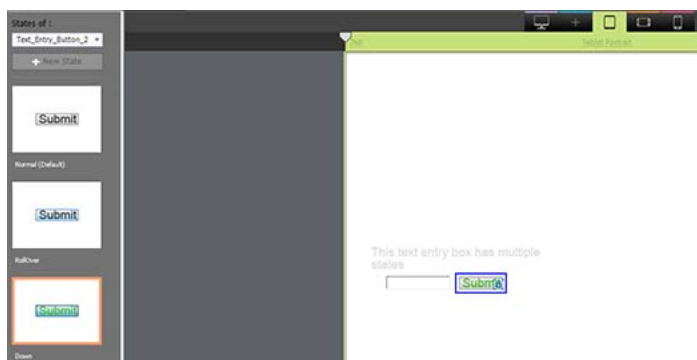 States of :
Text_Entry_Button_2
New State
Submit
Normal (Default)
Submit
RollOver
Submit
Down
768
Tablet Portrait
This text entry box has multiple
states
Submit